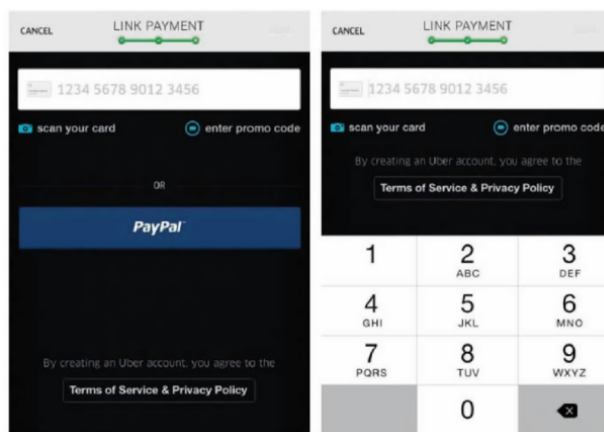 CANCEL
LINK PAYMENT
1234 5678 9012 3456
scan your card
enter promo code
OR
PayPal
By creating an Uber account, you agree to the
Terms of Service & Privacy Policy
CANCEL
LINK PAYMENT
1234 5678 9012 3456
scan your card
enter promo code
By creating an Uber account, you agree to the
Terms of Service & Privacy Policy
1
2
ABC
3
DEF
4
GHI
5
JKL
6
MNO
7
PQRS
8
TUV
9
WXYZ
0